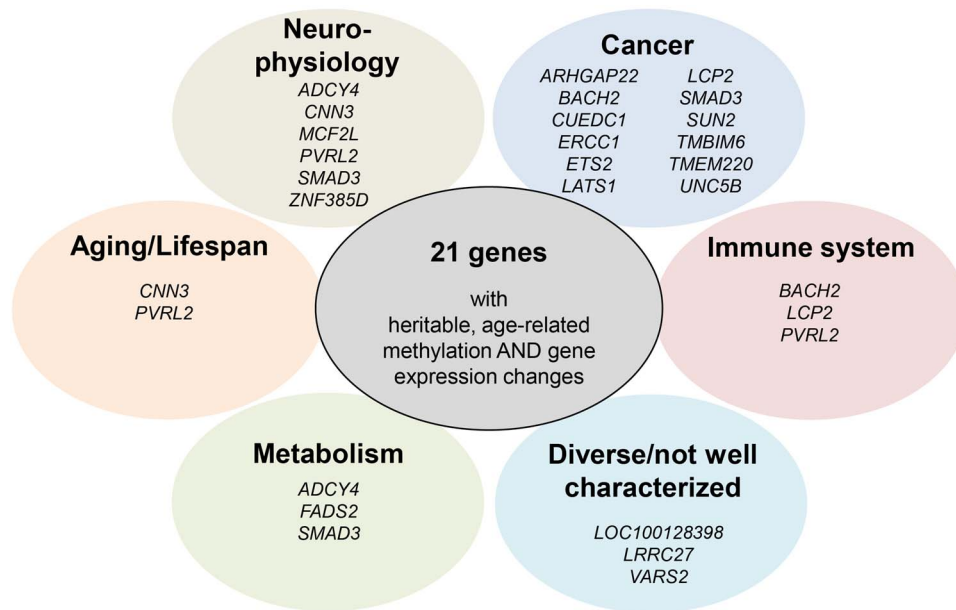 Neuro-
physiology
ADCY4
CNN3
MCF2L
PVRL2
SMAD3
ZNF385D
Cancer
ARHGAP22
BACH2
CUEDC1
ERCC1
ETS2
LATS1
LCP2
SMAD3
SUN2
TMBIM6
TMEM220
UNC5B
Aging/Lifespan
CNN3
PVRL2
21 genes
with
heritable, age-related
methylation AND gene
expression changes
Immune system
BACH2
LCP2
PVRL2
Metabolism
ADCY4
FADS2
SMAD3
Diverse/not well
characterized
LOC100128398
LRRC27
VARS2